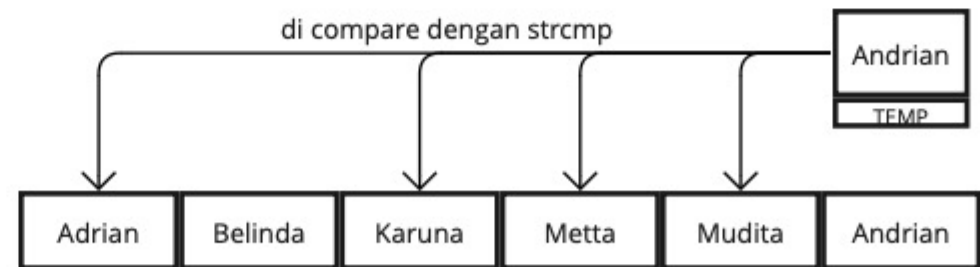 di compare dengan strcmp
Andrian
TEMP
Adrian Belinda Karuna Metta Mudita Andrian